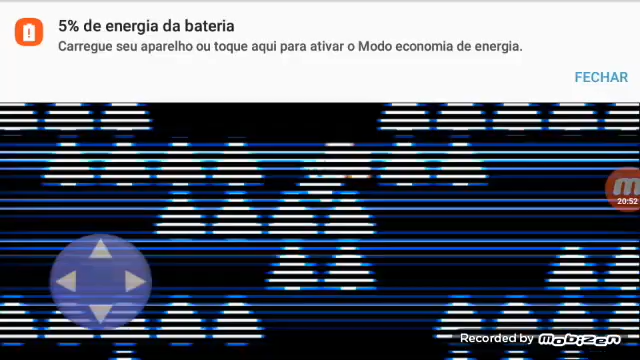 5% de energia da bateria
Carregue seu aparelho ou toque aqui para ativar o Modo economia de energia.
FECHAR
20:52
Recorded by mobizen